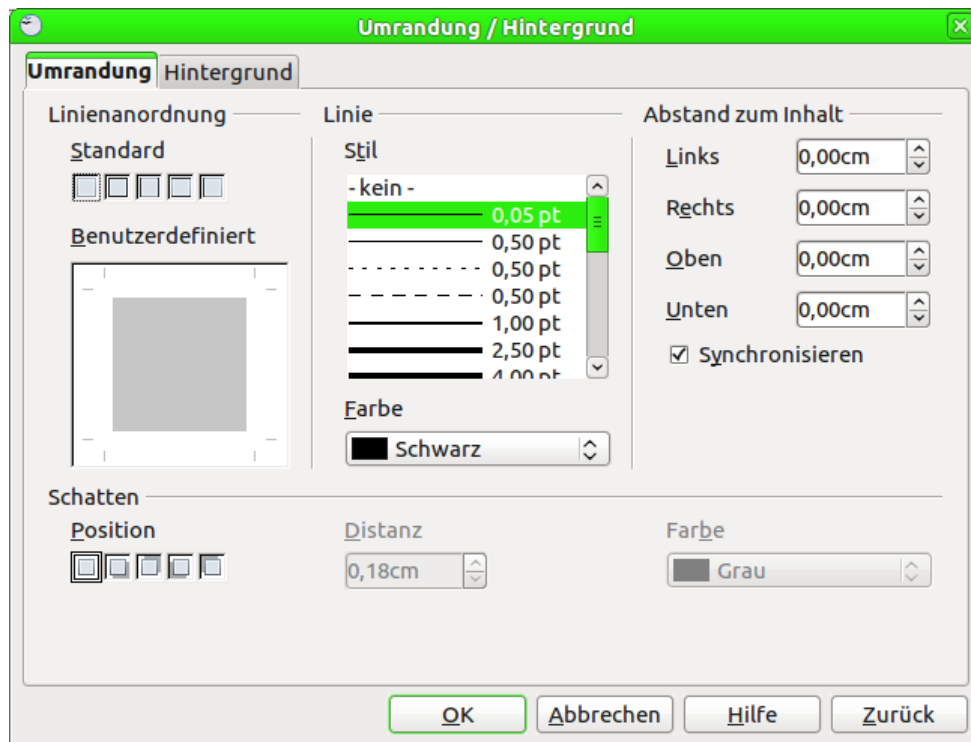 Umrandung / Hintergrund
Umrandung Hintergrund
Linienanordnung
Standard
Benutzerdefiniert
Linie
Stil
- kein -
0,05 pt
0,50 pt
0,50 pt
0,50 pt
1,00 pt
2,50 pt
4,00 pt
Farbe
Schwarz
Abstand zum Inhalt
Links 0,00cm
Rechts 0,00cm
Oben 0,00cm
Unten 0,00cm
Synchronisieren
Schatten
Position
Distanz
0,18cm
Farbe
Grau
OK Abbrechen Hilfe Zurück